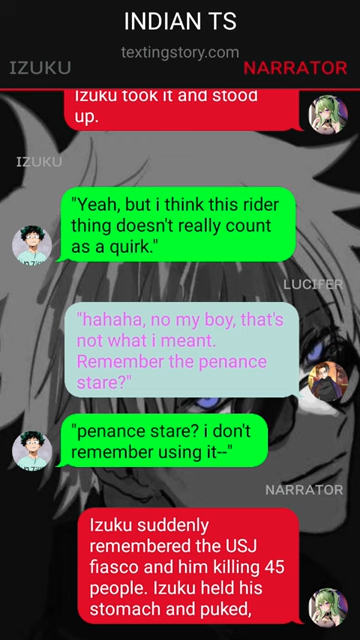 INDIAN TS
textingstory.com
IZUKU
NARRATOR
Izuku took it and stood
up.
IZUKU
"Yeah, but i think this rider
thing doesn't really count
as a quirk."
LUCIFER
"hahaha, no my boy, that's
not what i meant.
Remember the penance
stare?"
"penance stare? i don't
remember using it--"
NARRATOR
Izuku suddenly
remembered the USJ
fiasco and him killing 45
people. Izuku held his
stomach and puked,